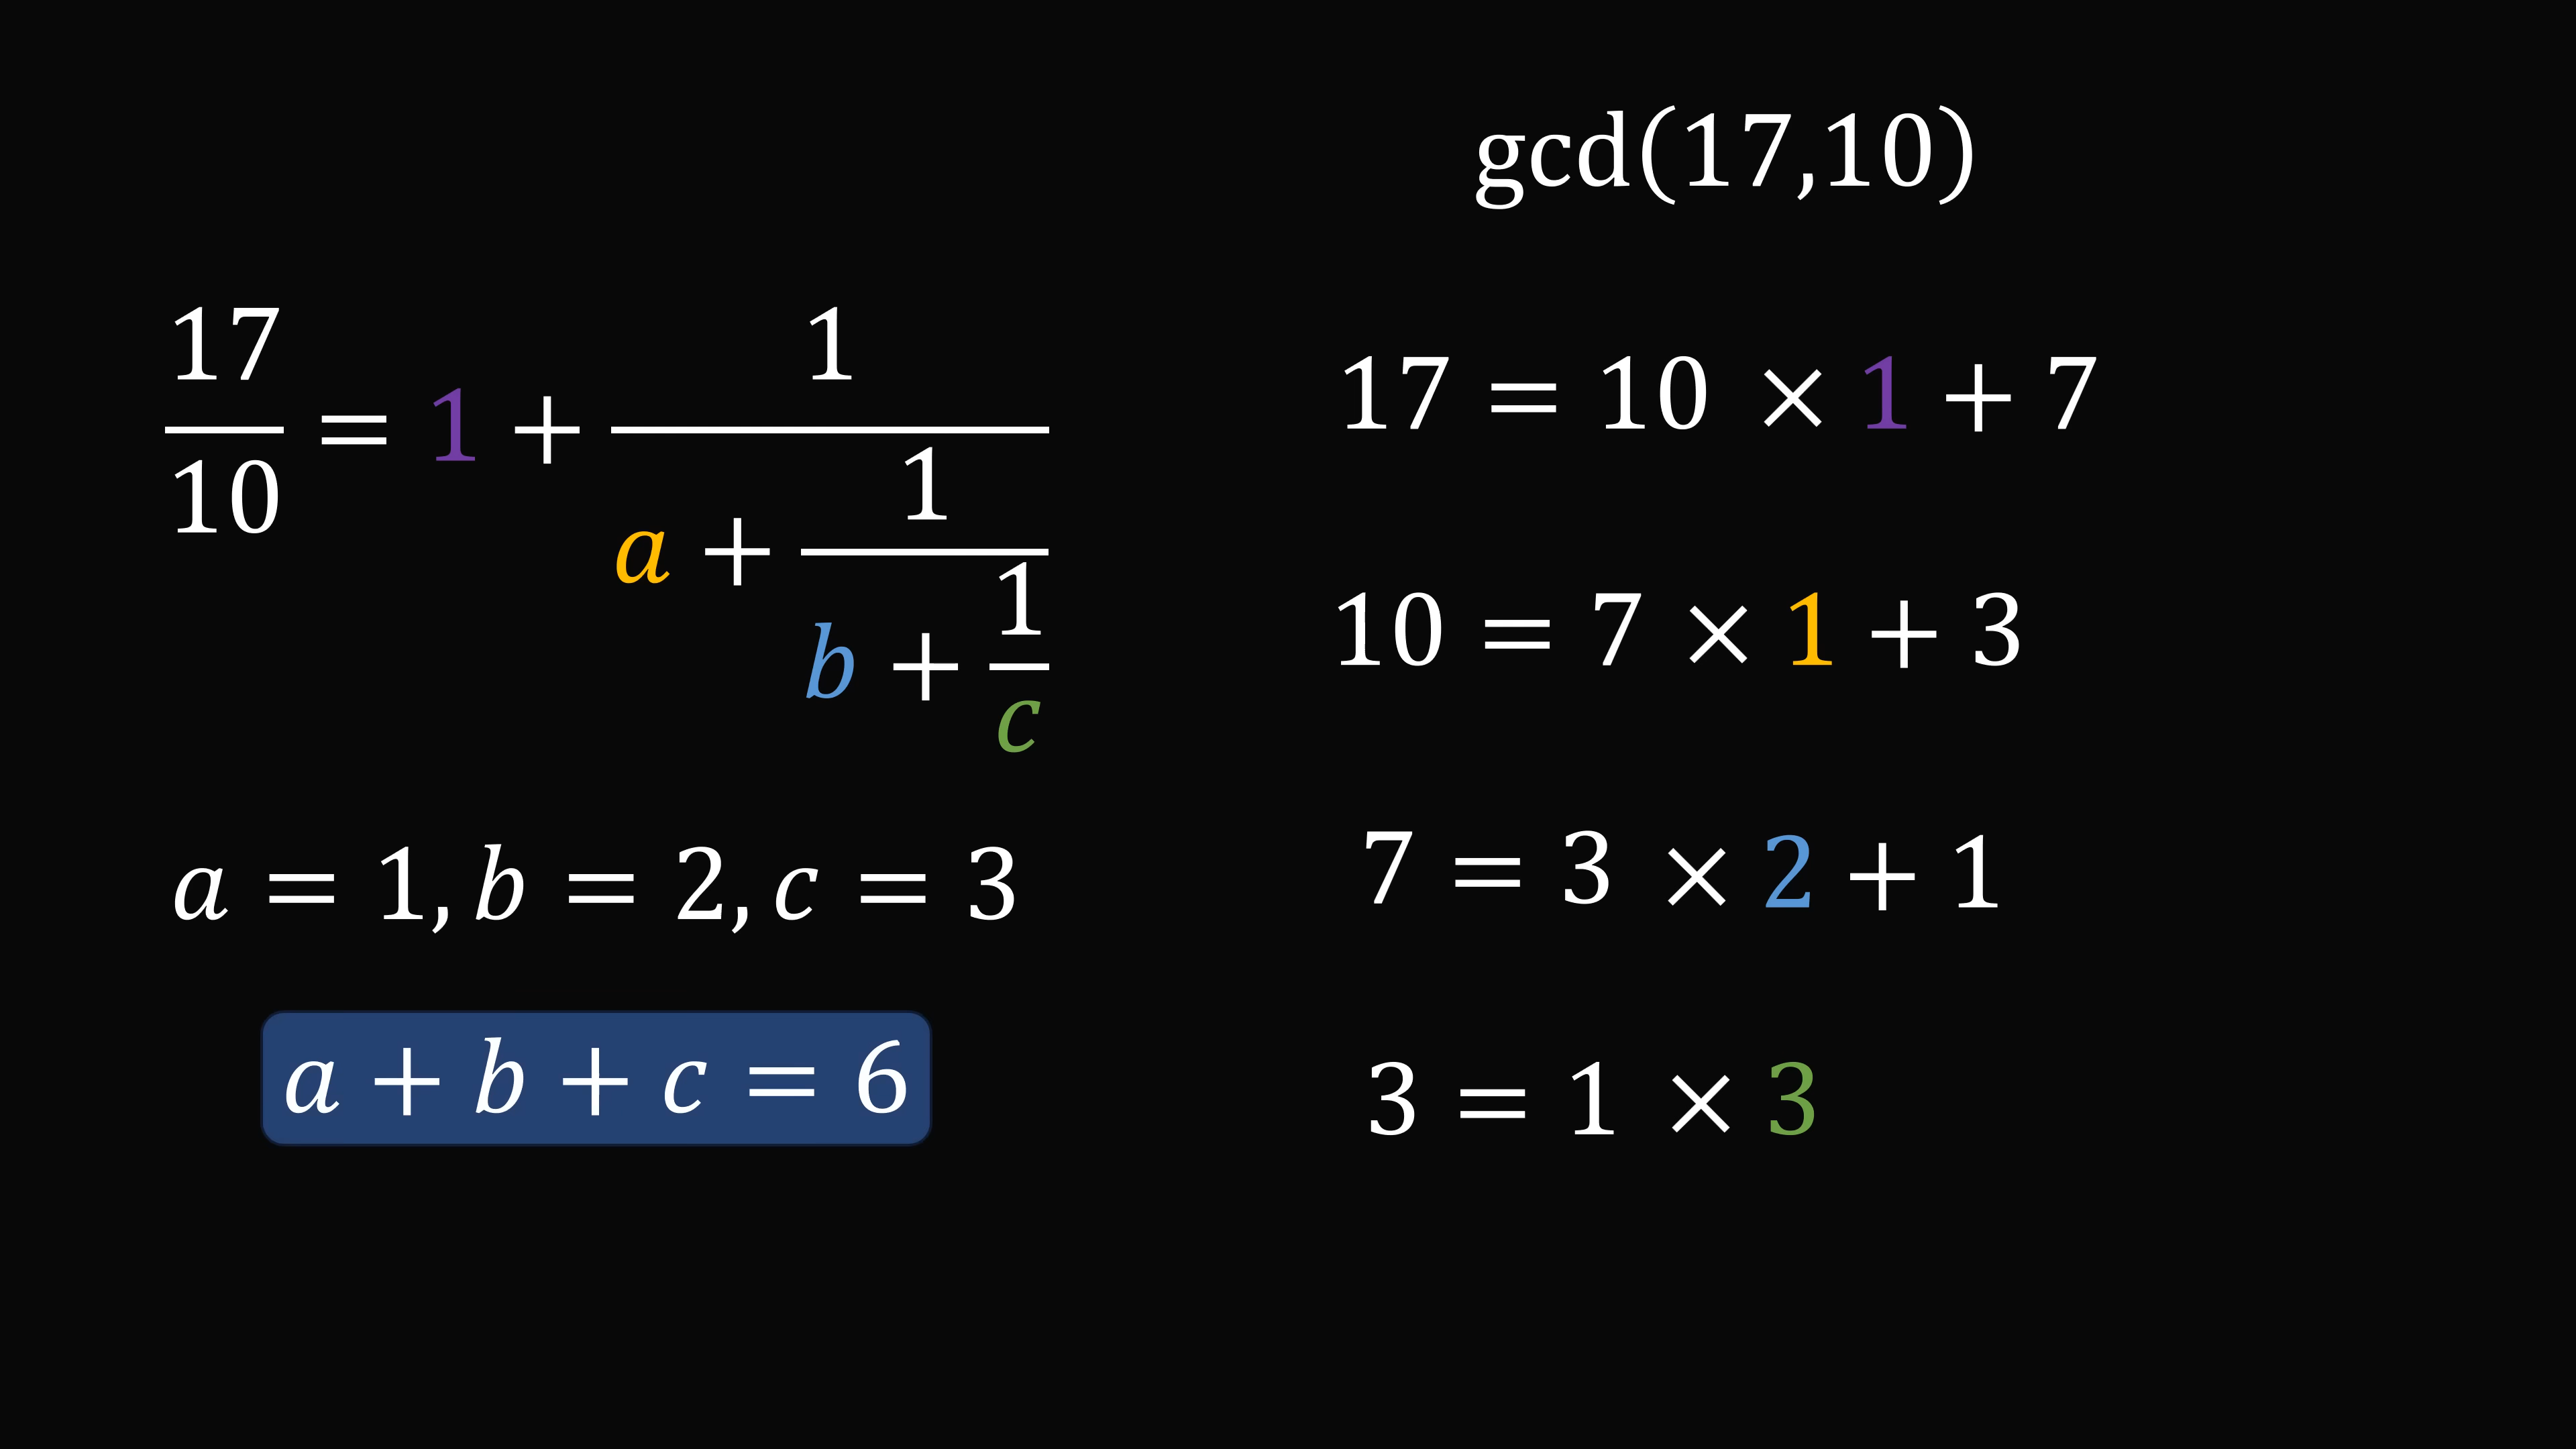 17/10 = 1 + 1/(a + 1/(b + 1/c))
a = 1, b = 2, c = 3
a + b + c = 6
gcd(17,10)
17 = 10 × 1 + 7
10 = 7 × 1 + 3
7 = 3 × 2 + 1
3 = 1 × 3